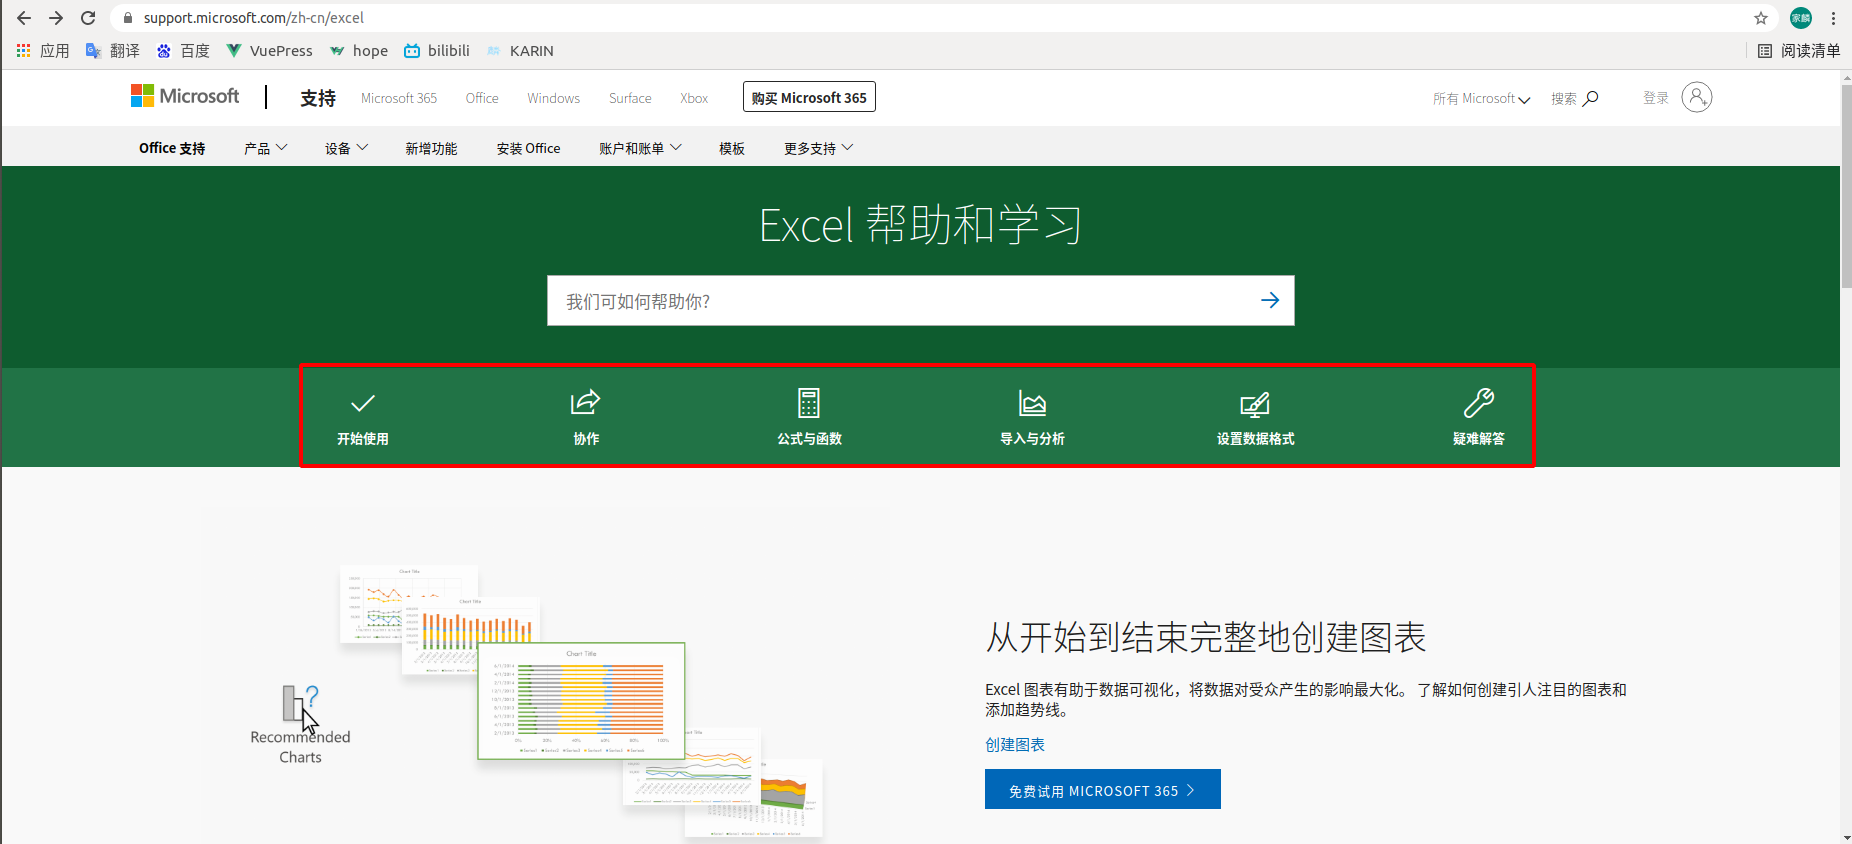 support.microsoft.com/zh-cn/excel
家麟
应用 翻译 百度 VuePress hope bilibili KARIN 阅读清单
Microsoft 支持 Microsoft 365 Office Windows Surface Xbox 购买 Microsoft 365 所有 Microsoft 搜索 登录
Office 支持 产品 设备 新增功能 安装 Office 账户和账单 模板 更多支持
Excel 帮助和学习
我们可如何帮助你?
开始使用 协作 公式与函数 导入与分析 设置数据格式 疑难解答
Chart Title
Chart Title
Chart Title
Recommended
Charts
从开始到结束完整地创建图表
Excel 图表有助于数据可视化，将数据对受众产生的影响最大化。 了解如何创建引人注目的图表和
添加趋势线。
创建图表
免费试用 MICROSOFT 365